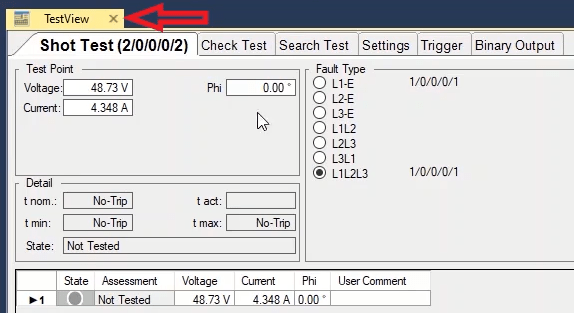 TestView
Shot Test (2/0/0/0/2) Check Test Search Test Settings Trigger Binary Output
Test Point
Voltage: 48.73 V Phi 0.00 °
Current: 4.348 A
Fault Type
L1-E 1/0/0/0/1
L2-E
L3-E
L1L2
L2L3
L3L1
L1L2L3 1/0/0/0/1
Detail
t nom.: No-Trip t act:
t min: No-Trip t max: No-Trip
State: Not Tested
State Assessment Voltage Current Phi User Comment
1 Not Tested 48.73 V 4.348 A 0.00 °